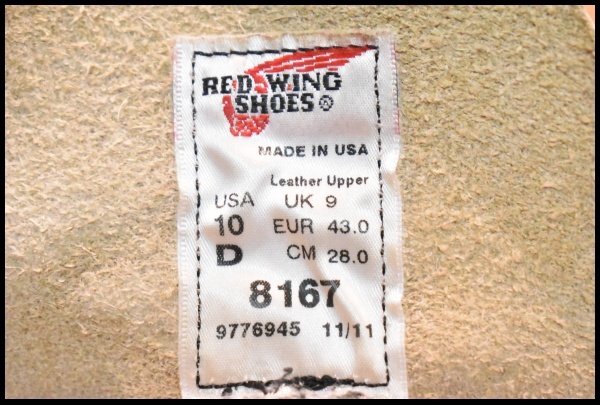 RED WING
SHOES®
MADE IN USA
Leather Upper
USA UK 9
10 EUR 43.0
D CM 28.0
8167
9776945 11/11